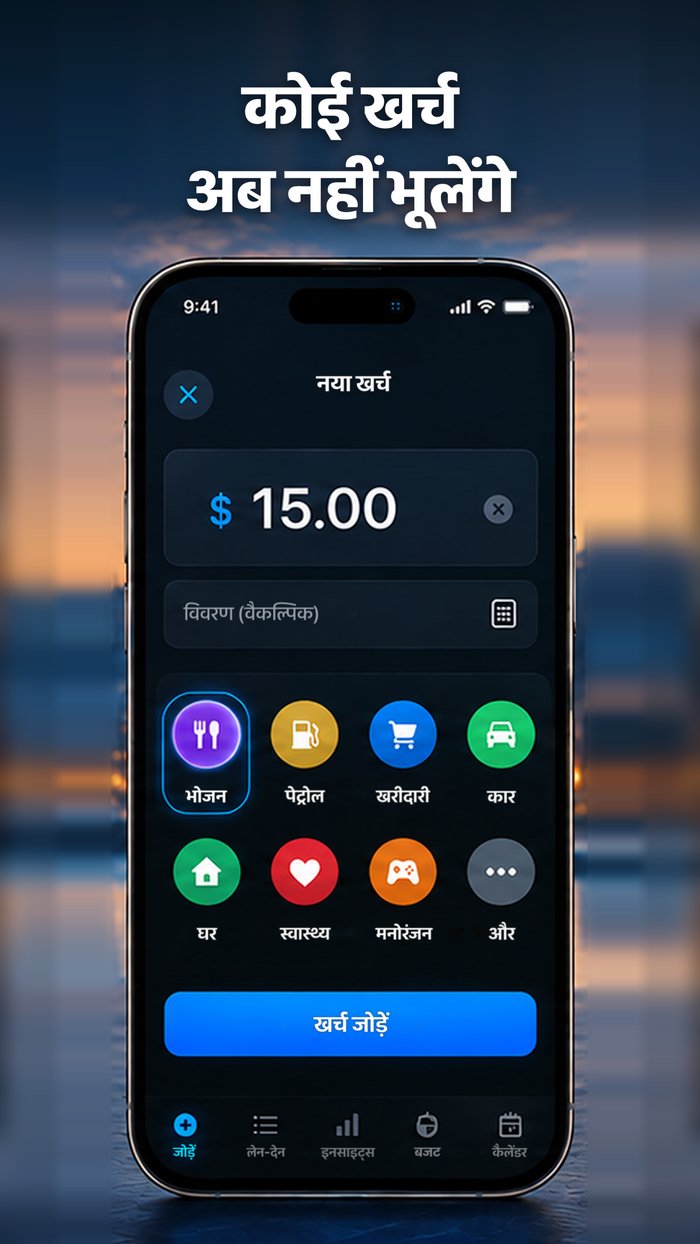 कोई खर्च
अब नहीं भूलेंगे
9:41
नया खर्च
$ 15.00
विवरण (वैकल्पिक)
भोजन पेट्रोल खरीदारी कार
घर स्वास्थ्य मनोरंजन और
खर्च जोड़ें
जोड़ें लेन-देन इनसाइट्स बजट कैलेंडर